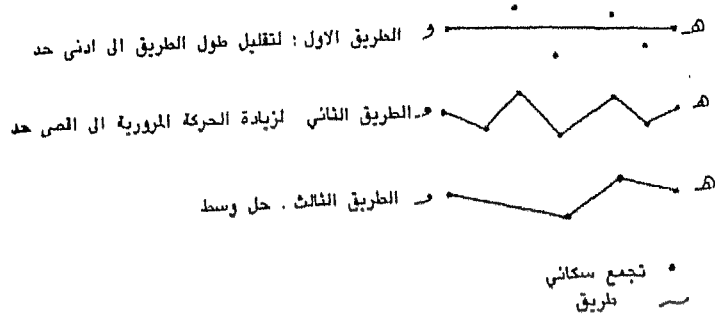 هـ و الطريق الاول : لتقليل طول الطريق الى ادنى حد
هـ و الطريق الثاني لزيادة الحركة المرورية الى اقصى حد
هـ و الطريق الثالث . حل وسط
تجمع سكاني
طريق